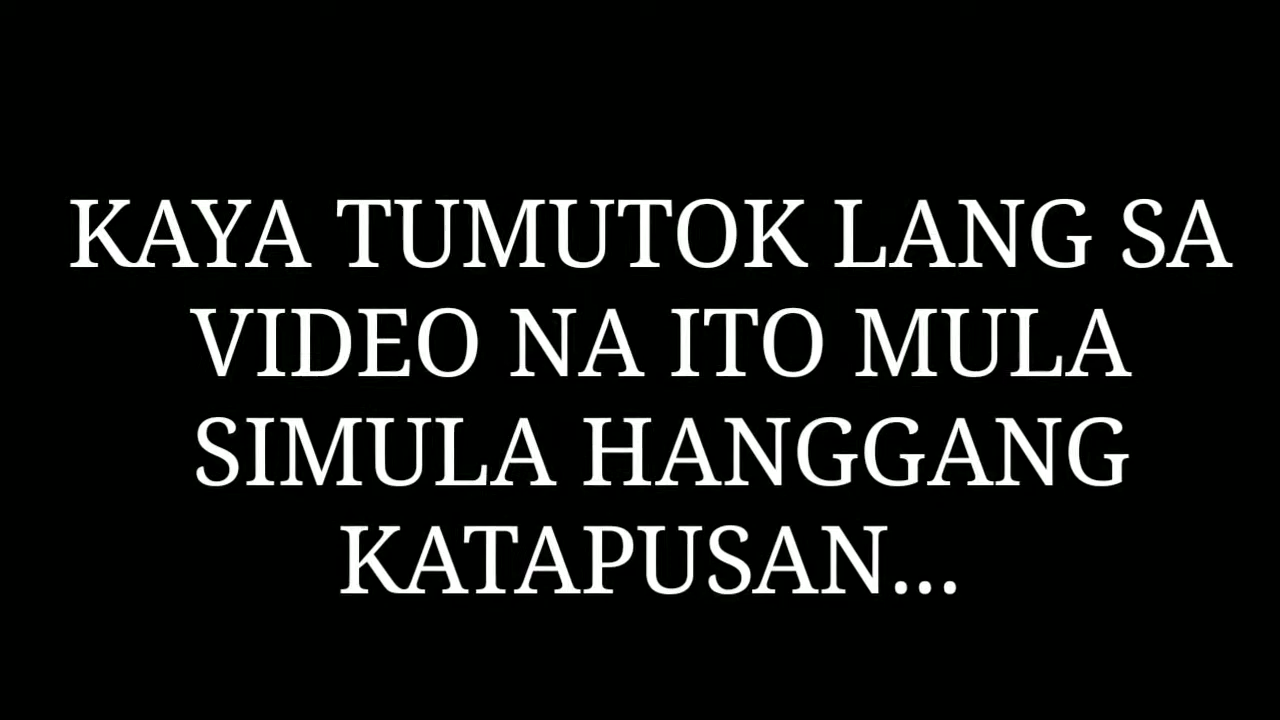 KAYA TUMUTOK LANG SA
VIDEO NA ITO MULA
SIMULA HANGGANG
KATAPUSAN...